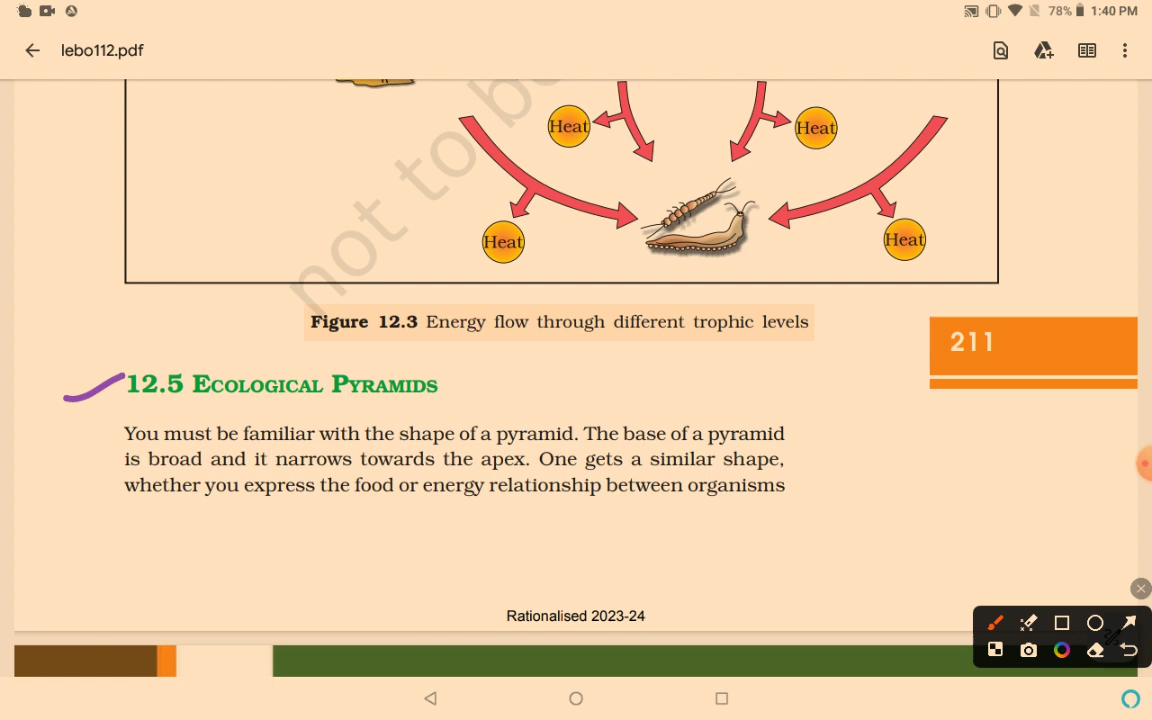 78% 1:40 PM
lebo112.pdf
not to be
Heat
Heat
Heat
Heat
Figure 12.3 Energy flow through different trophic levels
211
12.5 ECOLOGICAL PYRAMIDS
You must be familiar with the shape of a pyramid. The base of a pyramid
is broad and it narrows towards the apex. One gets a similar shape,
whether you express the food or energy relationship between organisms
Rationalised 2023-24